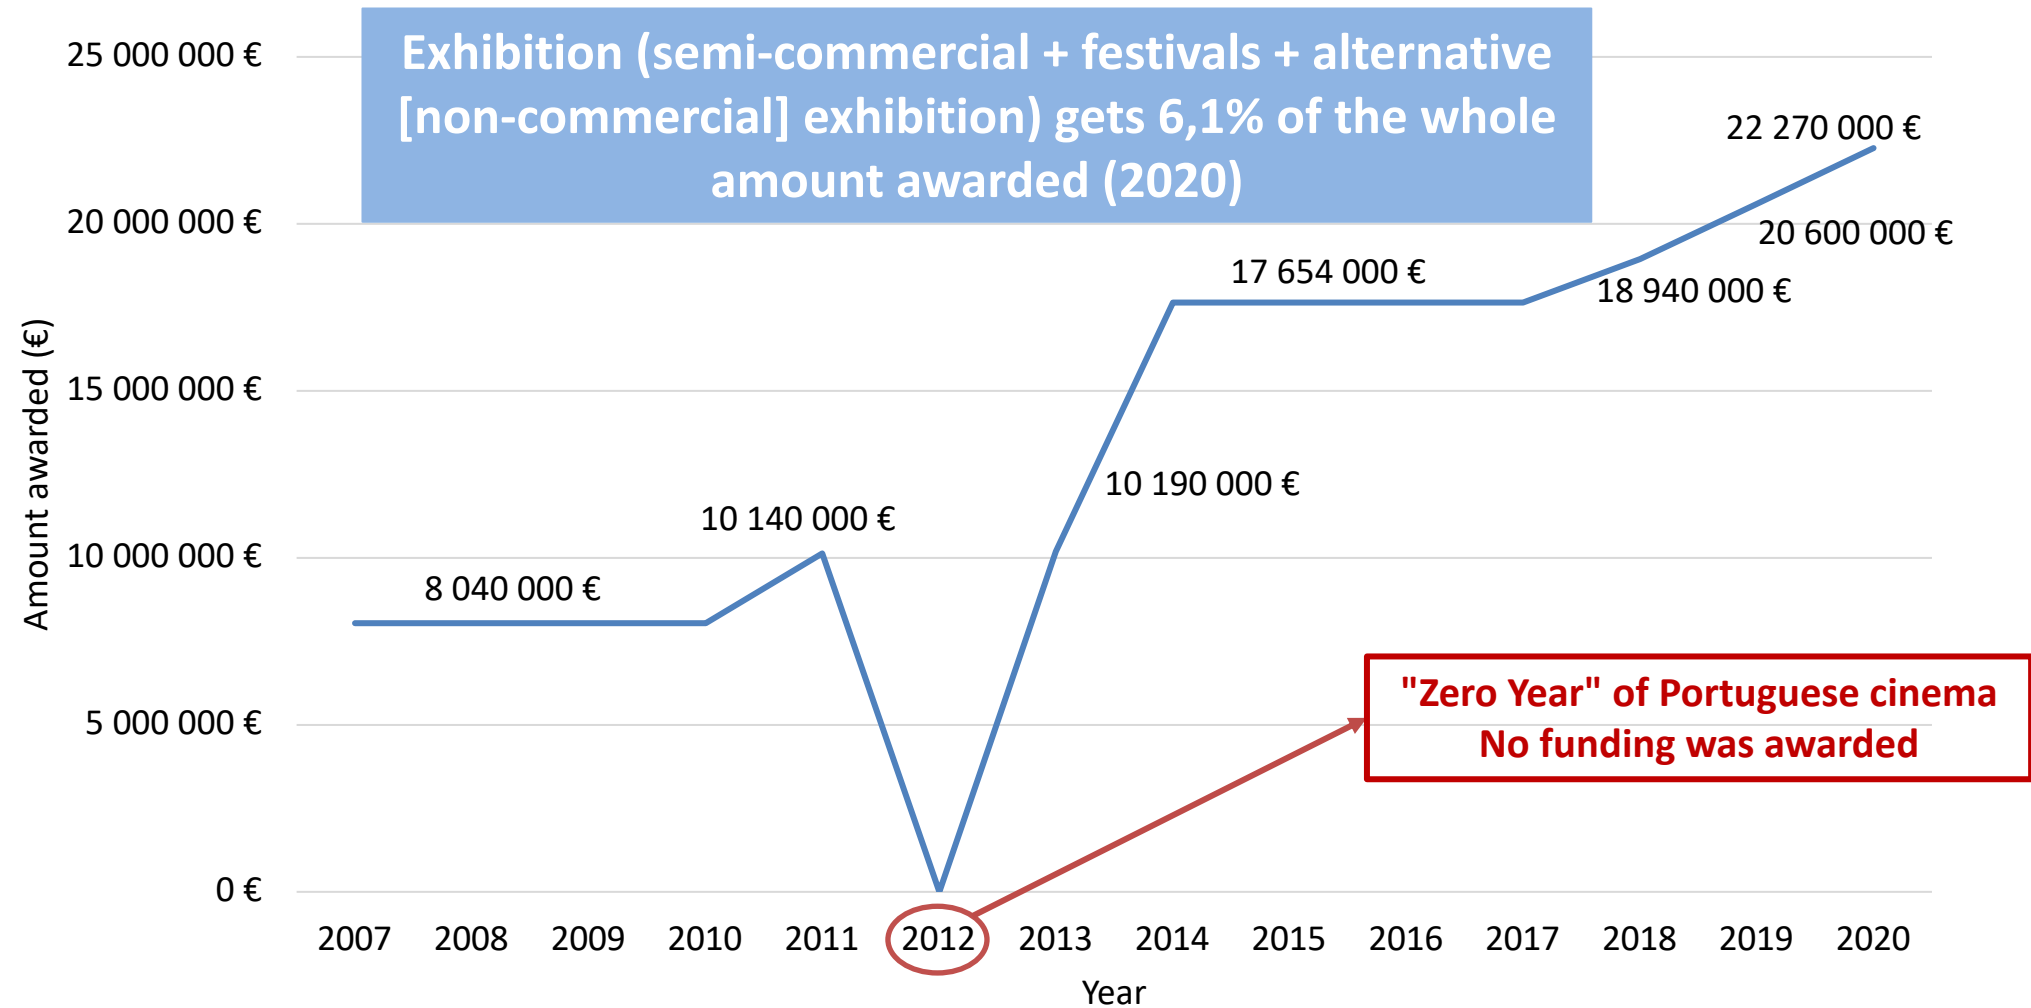 Exhibition (semi-commercial + festivals + alternative
[non-commercial] exhibition) gets 6,1% of the whole
amount awarded (2020)
25 000 000 €
20 000 000 €
15 000 000 €
10 000 000 €
5 000 000 €
0 €
Amount awarded (€)
8 040 000 €
10 140 000 €
10 190 000 €
17 654 000 €
18 940 000 €
20 600 000 €
22 270 000 €
"Zero Year" of Portuguese cinema
No funding was awarded
2007 2008 2009 2010 2011 2012 2013 2014 2015 2016 2017 2018 2019 2020
Year